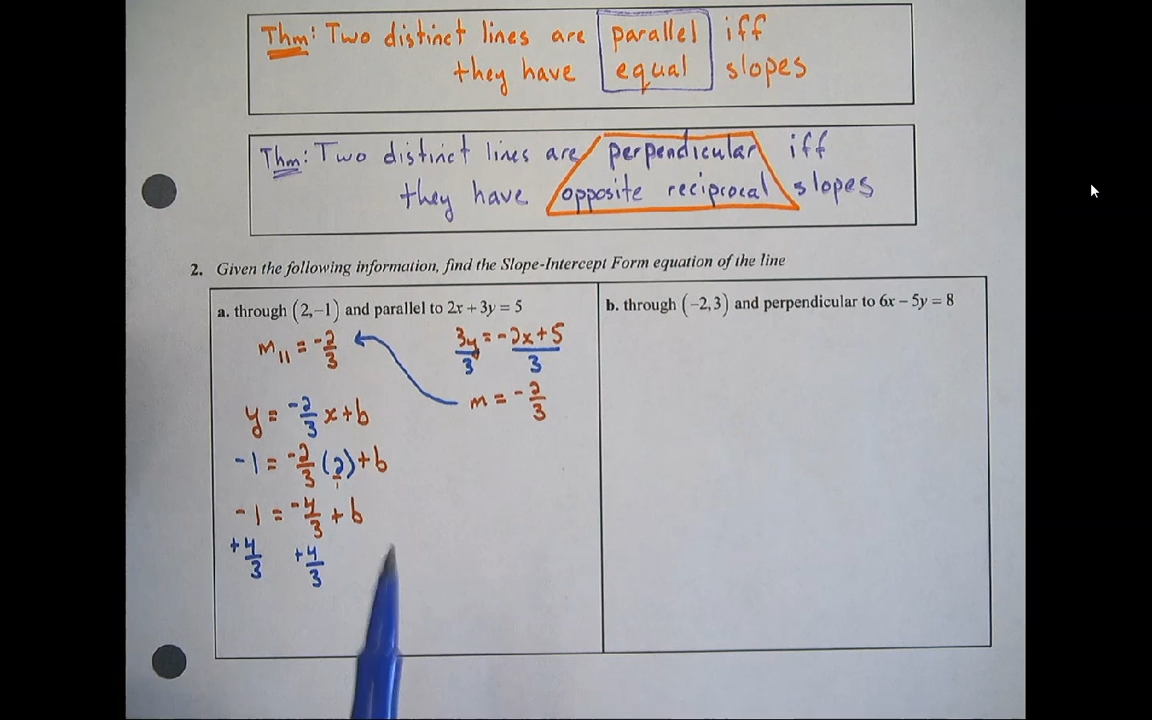 Thm: Two distinct lines are parallel iff
they have equal slopes
Thm: Two distinct lines are perpendicular iff
they have opposite reciprocal slopes
2. Given the following information, find the Slope-Intercept Form equation of the line
a. through (2,−1) and parallel to 2x + 3y = 5
m₁₁ = -2/3
y = -2/3 x + b
-1 = -2/3 (2) + b
-1 = -4/3 + b
+4/3 +4/3
3y/3 = -2x+5/3
m = -2/3
b. through (−2,3) and perpendicular to 6x − 5y = 8